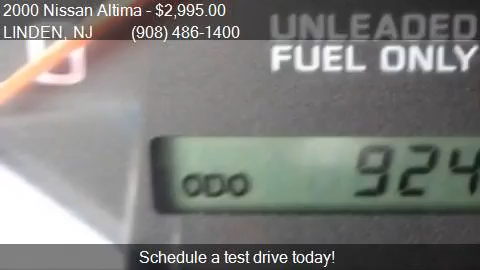 2000 Nissan Altima - $2,995.00
LINDEN, NJ (908) 486-1400
UNLEADED
FUEL ONLY
ODO 924
Schedule a test drive today!